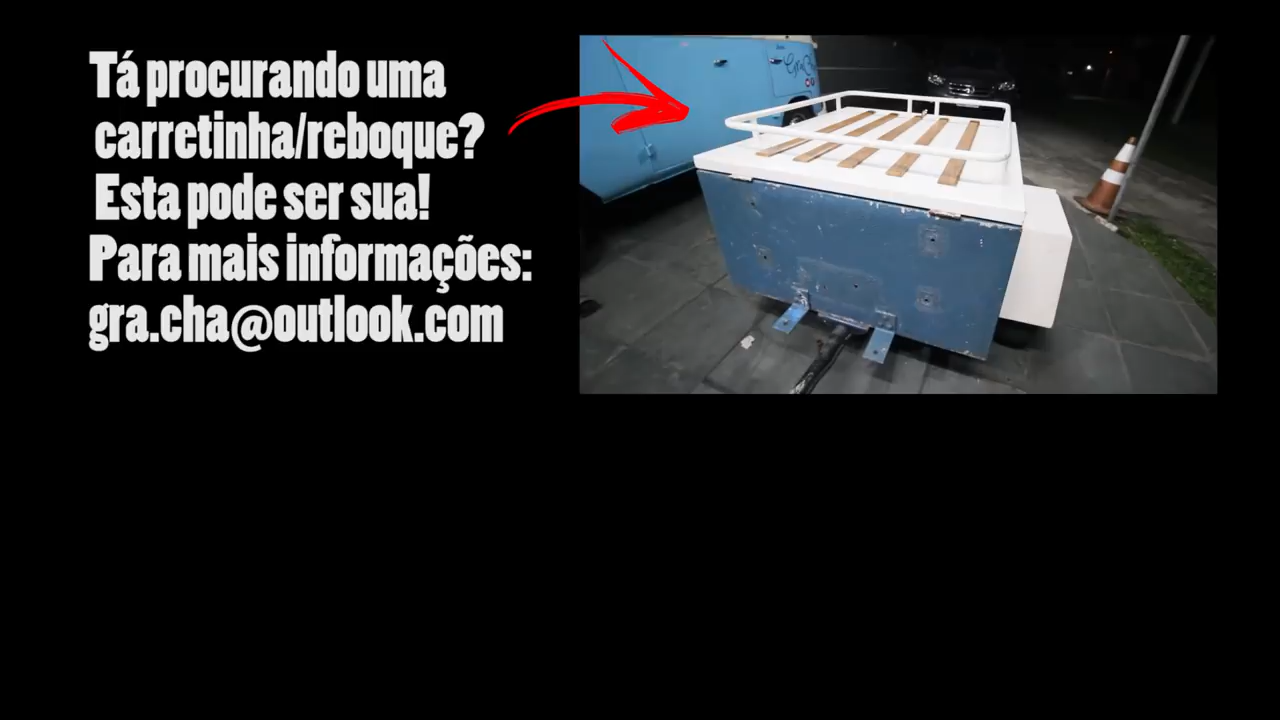 Tá procurando uma
carretinha/reboque?
Esta pode ser sua!
Para mais informações:
gra.cha@outlook.com